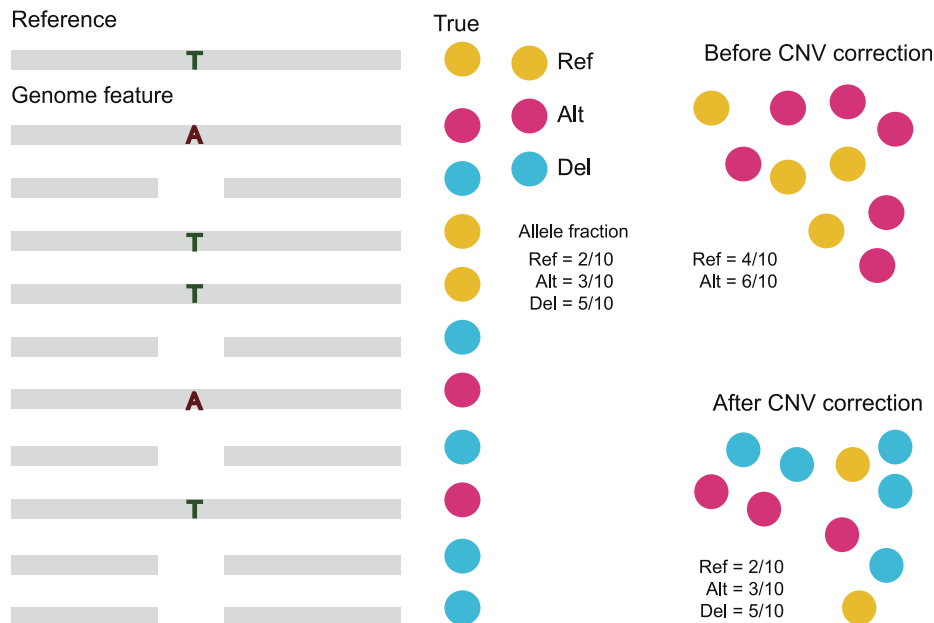 Reference
T
Genome feature
A
T
T
A
T
True
Ref
Alt
Del
Allele fraction
Ref = 2/10
Alt = 3/10
Del = 5/10
Before CNV correction
Ref = 4/10
Alt = 6/10
After CNV correction
Ref = 2/10
Alt = 3/10
Del = 5/10